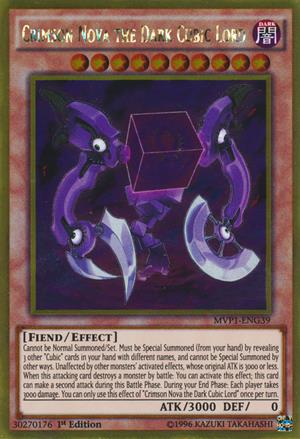 Crimson Nova the Dark Cubic Lord
DARK
闇
MVP1-ENG39
[FIEND/EFFECT]
Cannot be Normal Summoned/Set. Must be Special Summoned (from your hand) by revealing
3 other "Cubic" cards in your hand with different names, and cannot be Special Summoned by
other ways. Unaffected by other monsters' activated effects, whose original ATK is 3000 or less.
When this attacking card destroys a monster by battle: You can activate this effect; this card
can make a second attack during this Battle Phase. During your End Phase: Each player takes
3000 damage. You can only use this effect of "Crimson Nova the Dark Cubic Lord" once per turn.
ATK/3000 DEF/ 0
30270176 1st Edition ©1996 KAZUKI TAKAHASHI